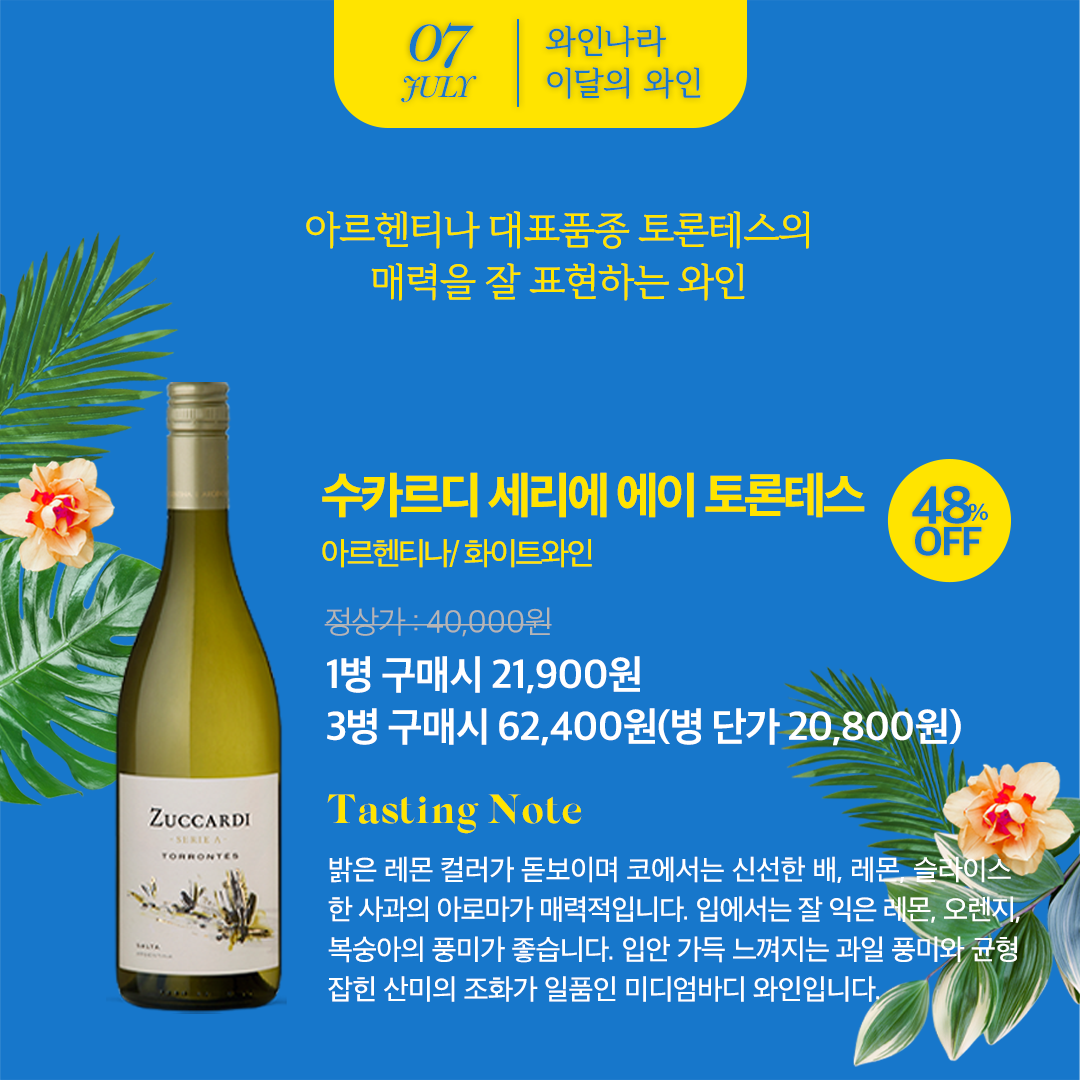 07
JULY
와인나라
이달의 와인
아르헨티나 대표품종 토론테스의
매력을 잘 표현하는 와인
수카르디 세리에 에이 토론테스
48%
OFF
아르헨티나/ 화이트와인
정상가 : 40,000원
1병 구매시 21,900원
3병 구매시 62,400원(병 단가 20,800원)
Tasting Note
밝은 레몬 컬러가 돋보이며 코에서는 신선한 배, 레몬, 슬라이스
한 사과의 아로마가 매력적입니다. 입에서는 잘 익은 레몬, 오렌지,
복숭아의 풍미가 좋습니다. 입안 가득 느껴지는 과일 풍미와 균형
잡힌 산미의 조화가 일품인 미디엄바디 와인입니다.
ZUCCARDI
SERIE A
TORRONTÉS
SALTA
ARGENTINA